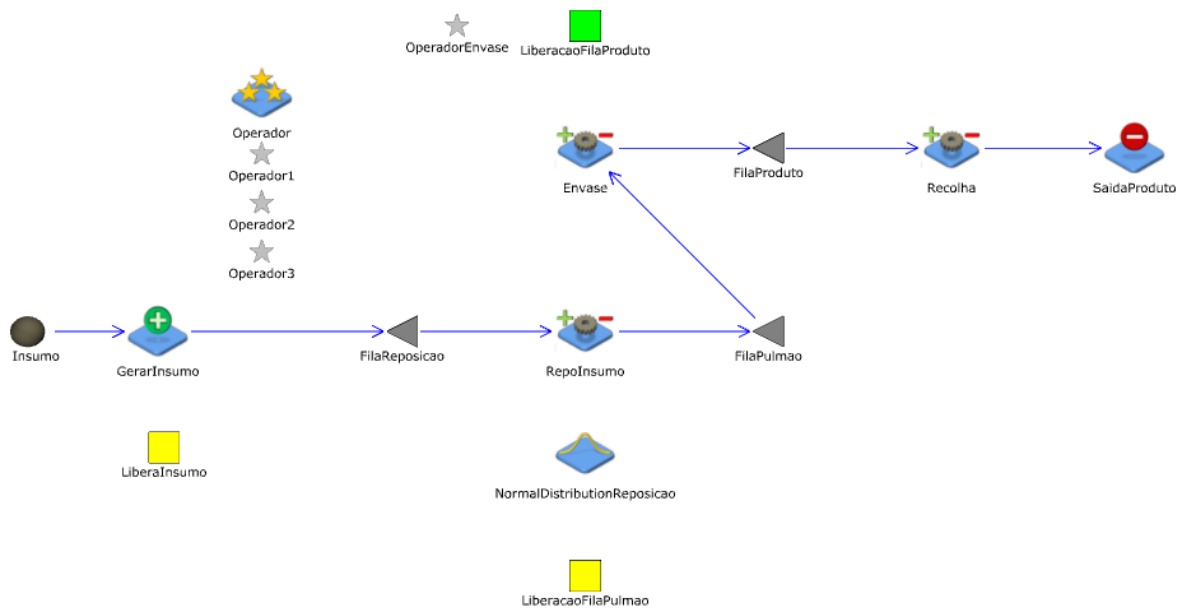 OperadorEnvase
LiberacaoFilaProduto
Operador
Operador1
Operador2
Operador3
Envase
FilaProduto
Recolha
SaidaProduto
Insumo
GerarInsumo
FilaReposicao
RepoInsumo
FilaPulmao
LiberaInsumo
NormalDistributionReposicao
LiberacaoFilaPulmao